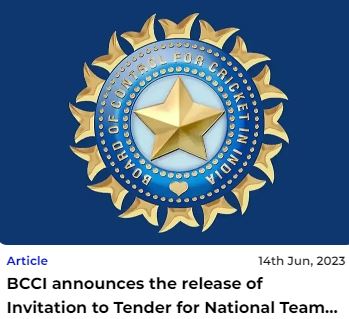 BOARD OF CONTROL FOR CRICKET IN INDIA
Article
14th Jun, 2023
BCCI announces the release of
Invitation to Tender for National Team...